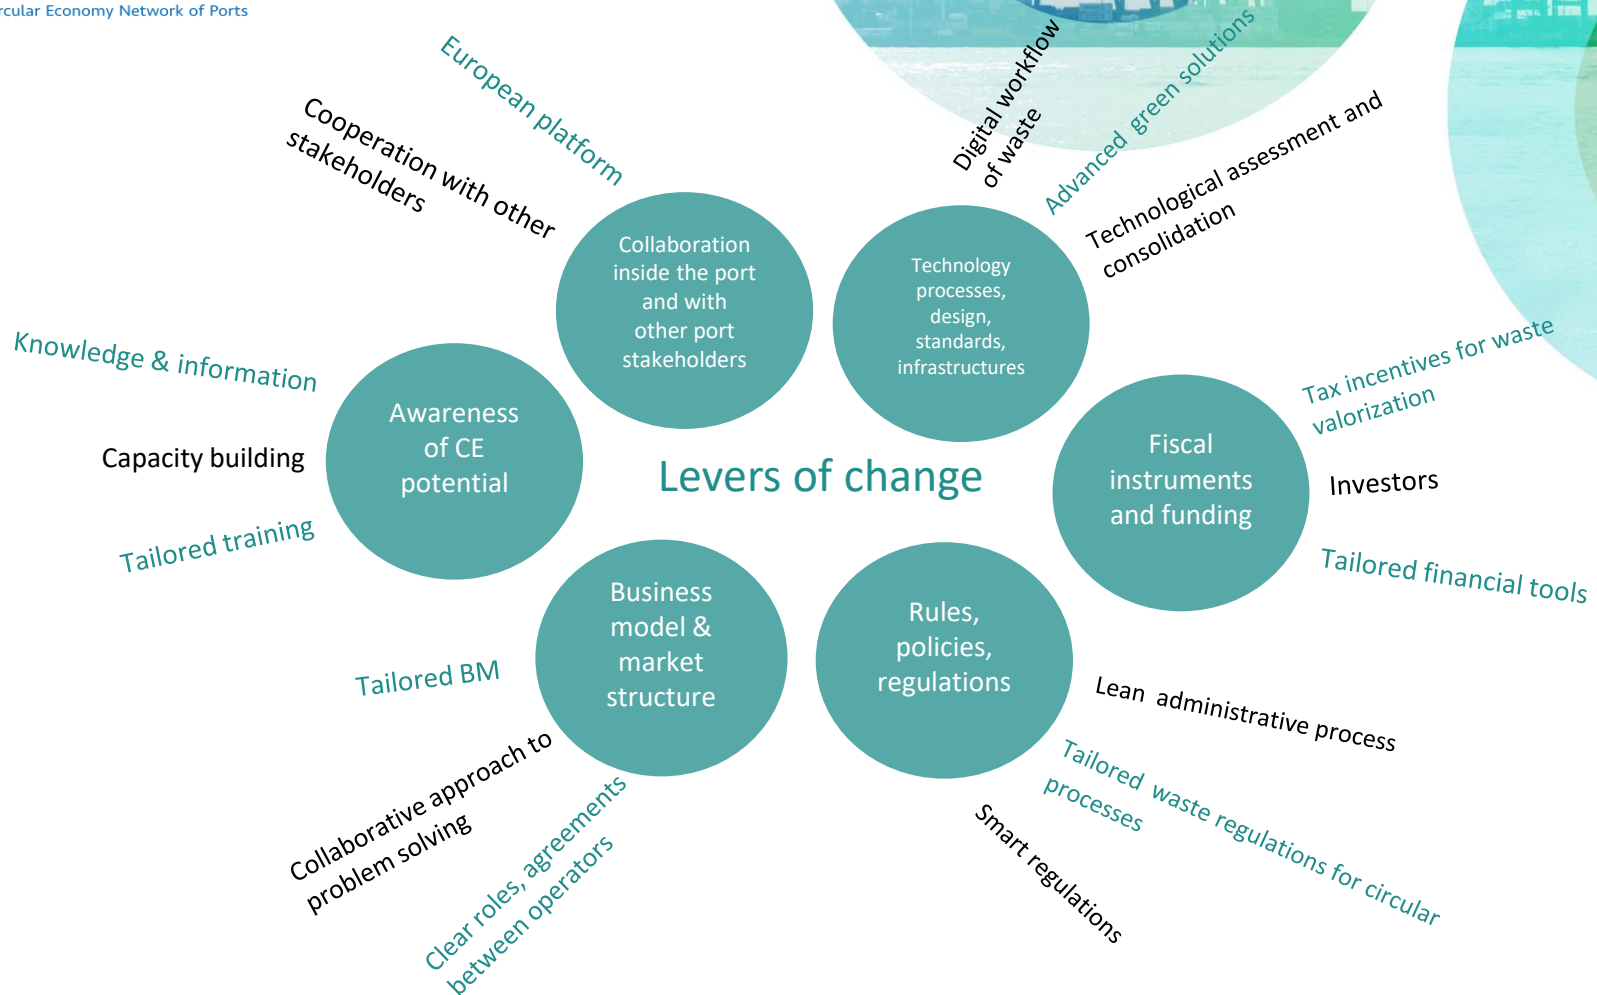 Economy Network of Ports
European platform
Cooperation with other
stakeholders
Digital workflow
of waste
Advanced green solutions
Technological assessment and
consolidation
Collaboration
inside the port
and with
other port
stakeholders
Technology
processes,
design,
standards,
infrastructures
Knowledge & information
Capacity building
Tailored training
Awareness
of CE
potential
Levers of change
Fiscal
instruments
and funding
Tax incentives for waste
valorization
Investors
Tailored financial tools
Business
model &
market
structure
Rules,
policies,
regulations
Tailored BM
Collaborative approach to
problem solving
Clear roles, agreements
between operators
Lean administrative process
Tailored waste regulations for circular
processes
Smart regulations